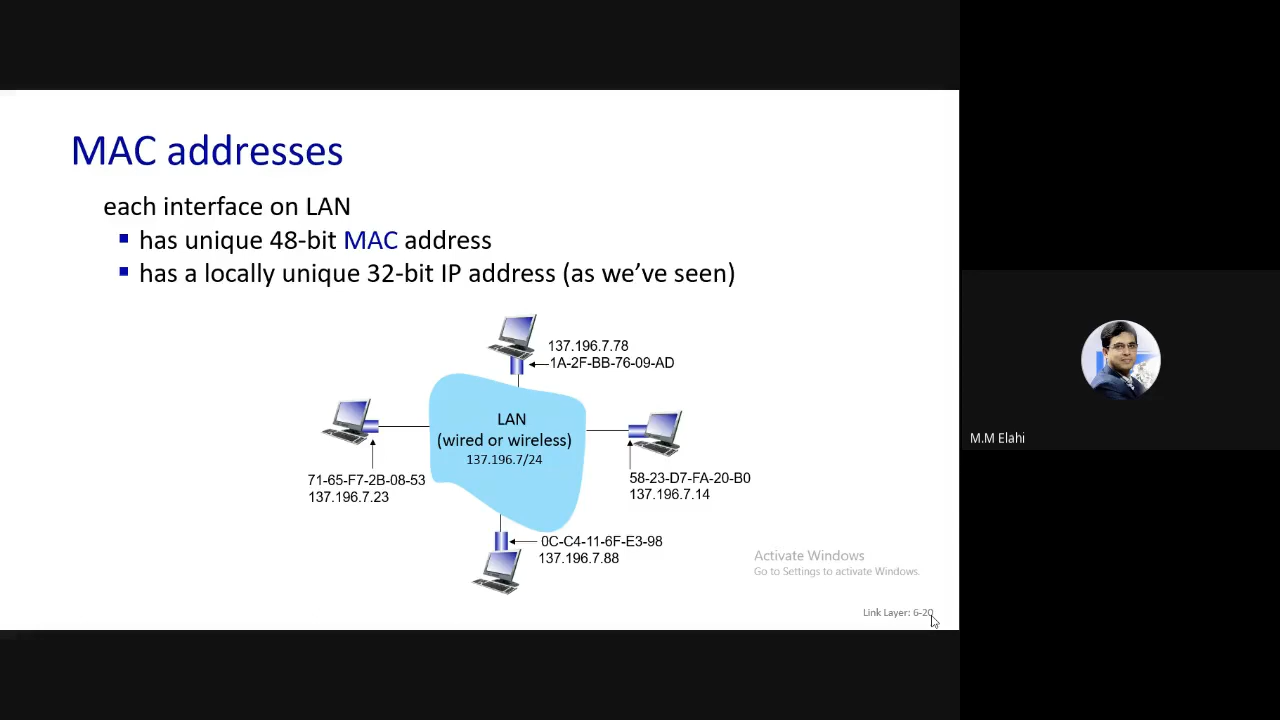 MAC addresses
each interface on LAN
▪ has unique 48-bit MAC address
▪ has a locally unique 32-bit IP address (as we’ve seen)
137.196.7.78
1A-2F-BB-76-09-AD
LAN
(wired or wireless)
137.196.7/24
71-65-F7-2B-08-53
137.196.7.23
58-23-D7-FA-20-B0
137.196.7.14
0C-C4-11-6F-E3-98
137.196.7.88
Activate Windows
Go to Settings to activate Windows.
Link Layer: 6-20
M.M Elahi